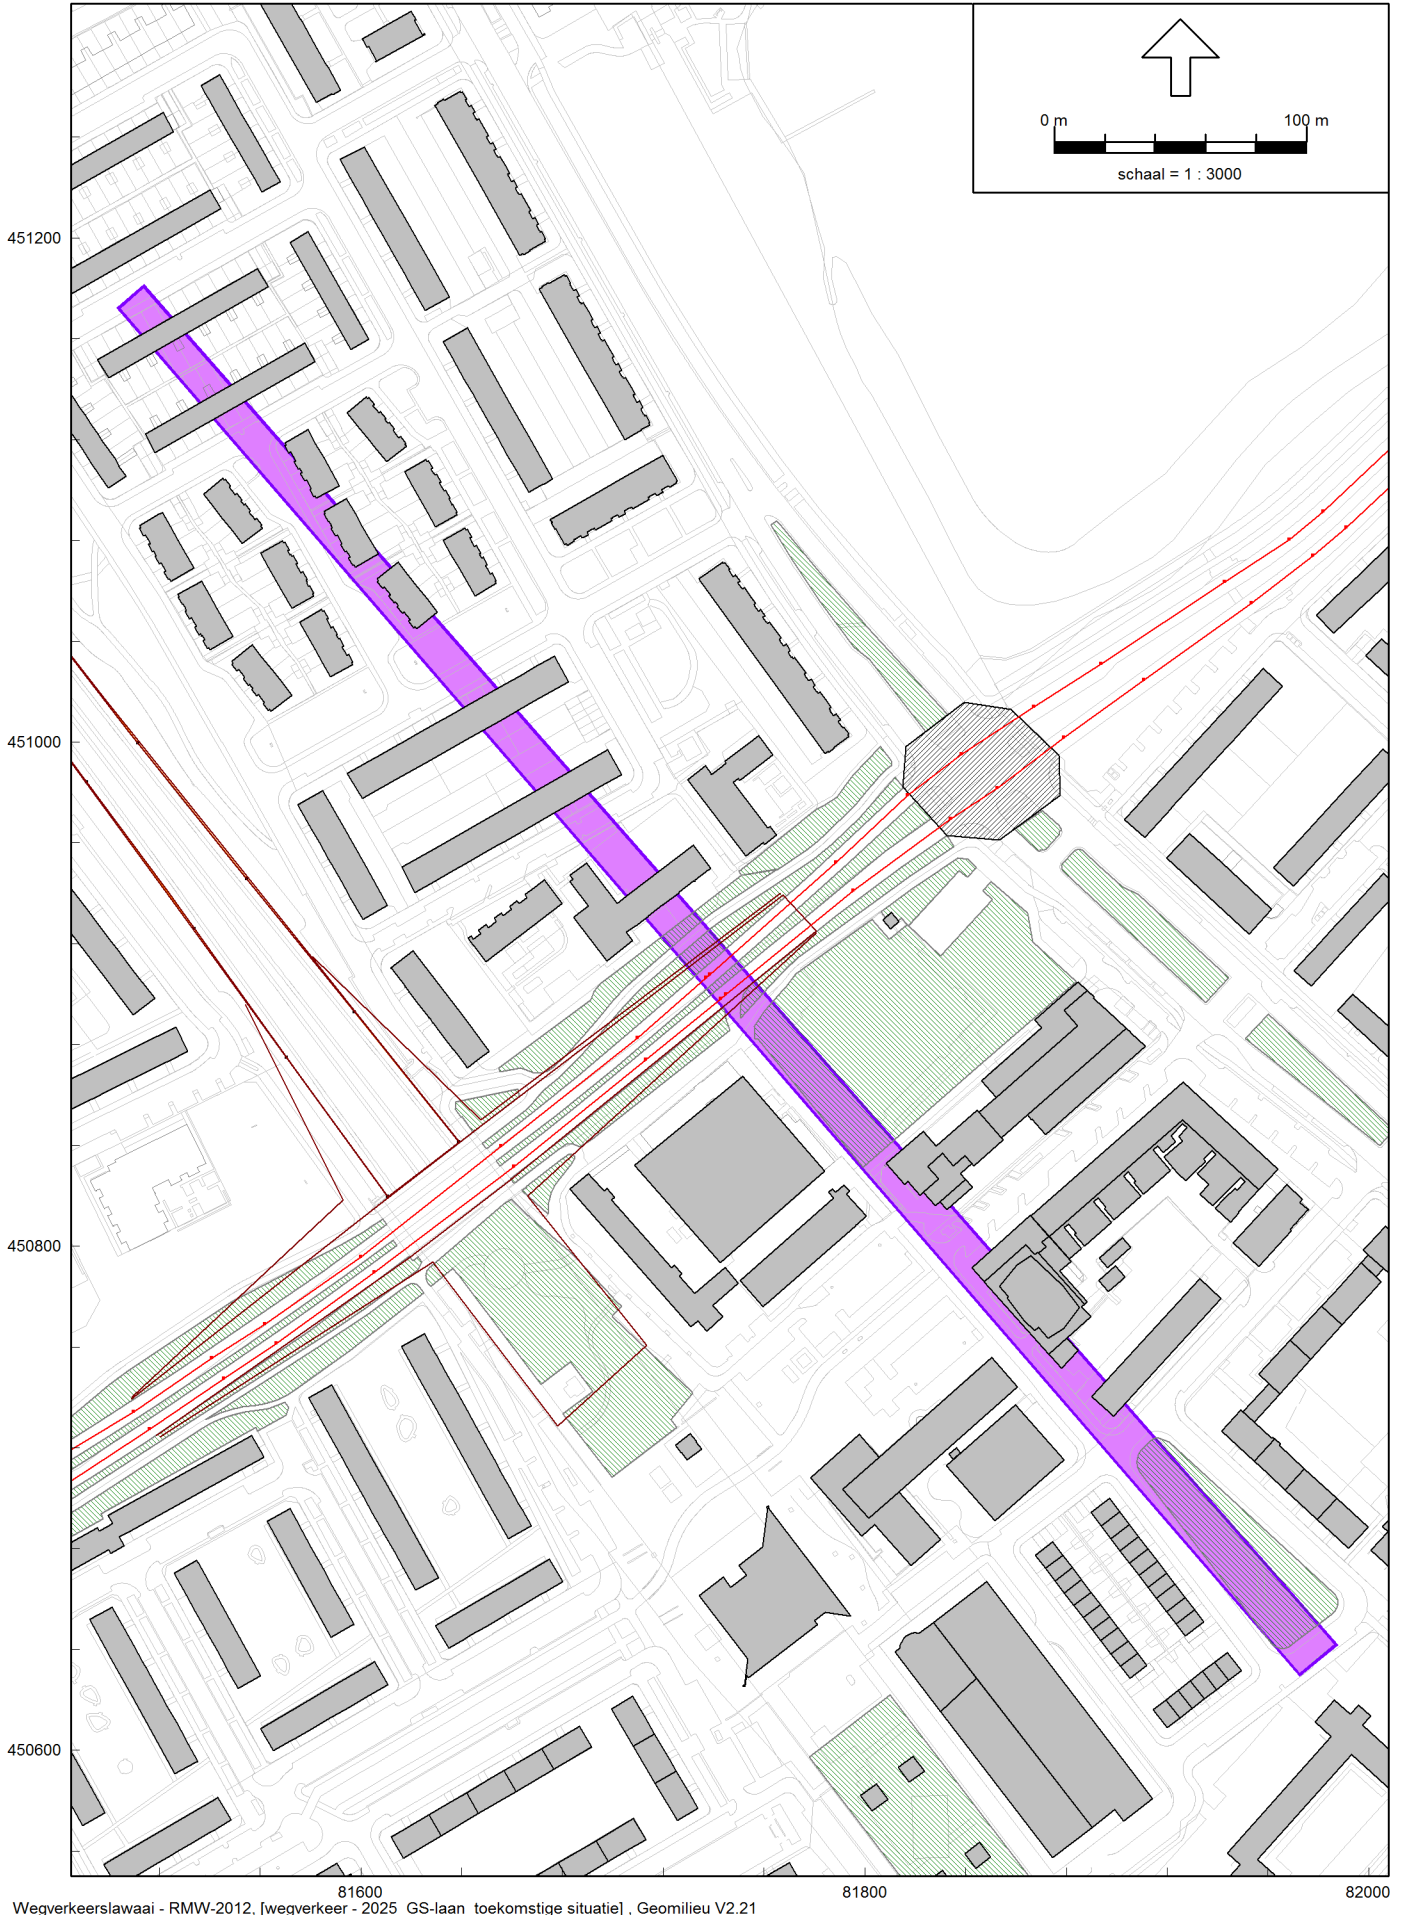 0 m 100 m
schaal = 1 : 3000
451200
451000
450800
450600
81600 81800 82000
Wegverkeerslawaai - RMW-2012, [wegverkeer - 2025 GS-laan toekomstige situatie] , Geomilieu V2.21